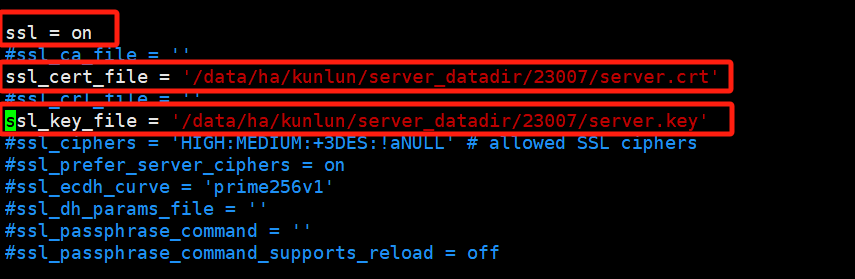 ssl = on
#ssl_ca_file = ''
ssl_cert_file = '/data/ha/kunlun/server_datadir/23007/server.crt'
#ssl_crl_file = ''
ssl_key_file = '/data/ha/kunlun/server_datadir/23007/server.key'
#ssl_ciphers = 'HIGH:MEDIUM:+3DES:!aNULL' # allowed SSL ciphers
#ssl_prefer_server_ciphers = on
#ssl_ecdh_curve = 'prime256v1'
#ssl_dh_params_file = ''
#ssl_passphrase_command = ''
#ssl_passphrase_command_supports_reload = off